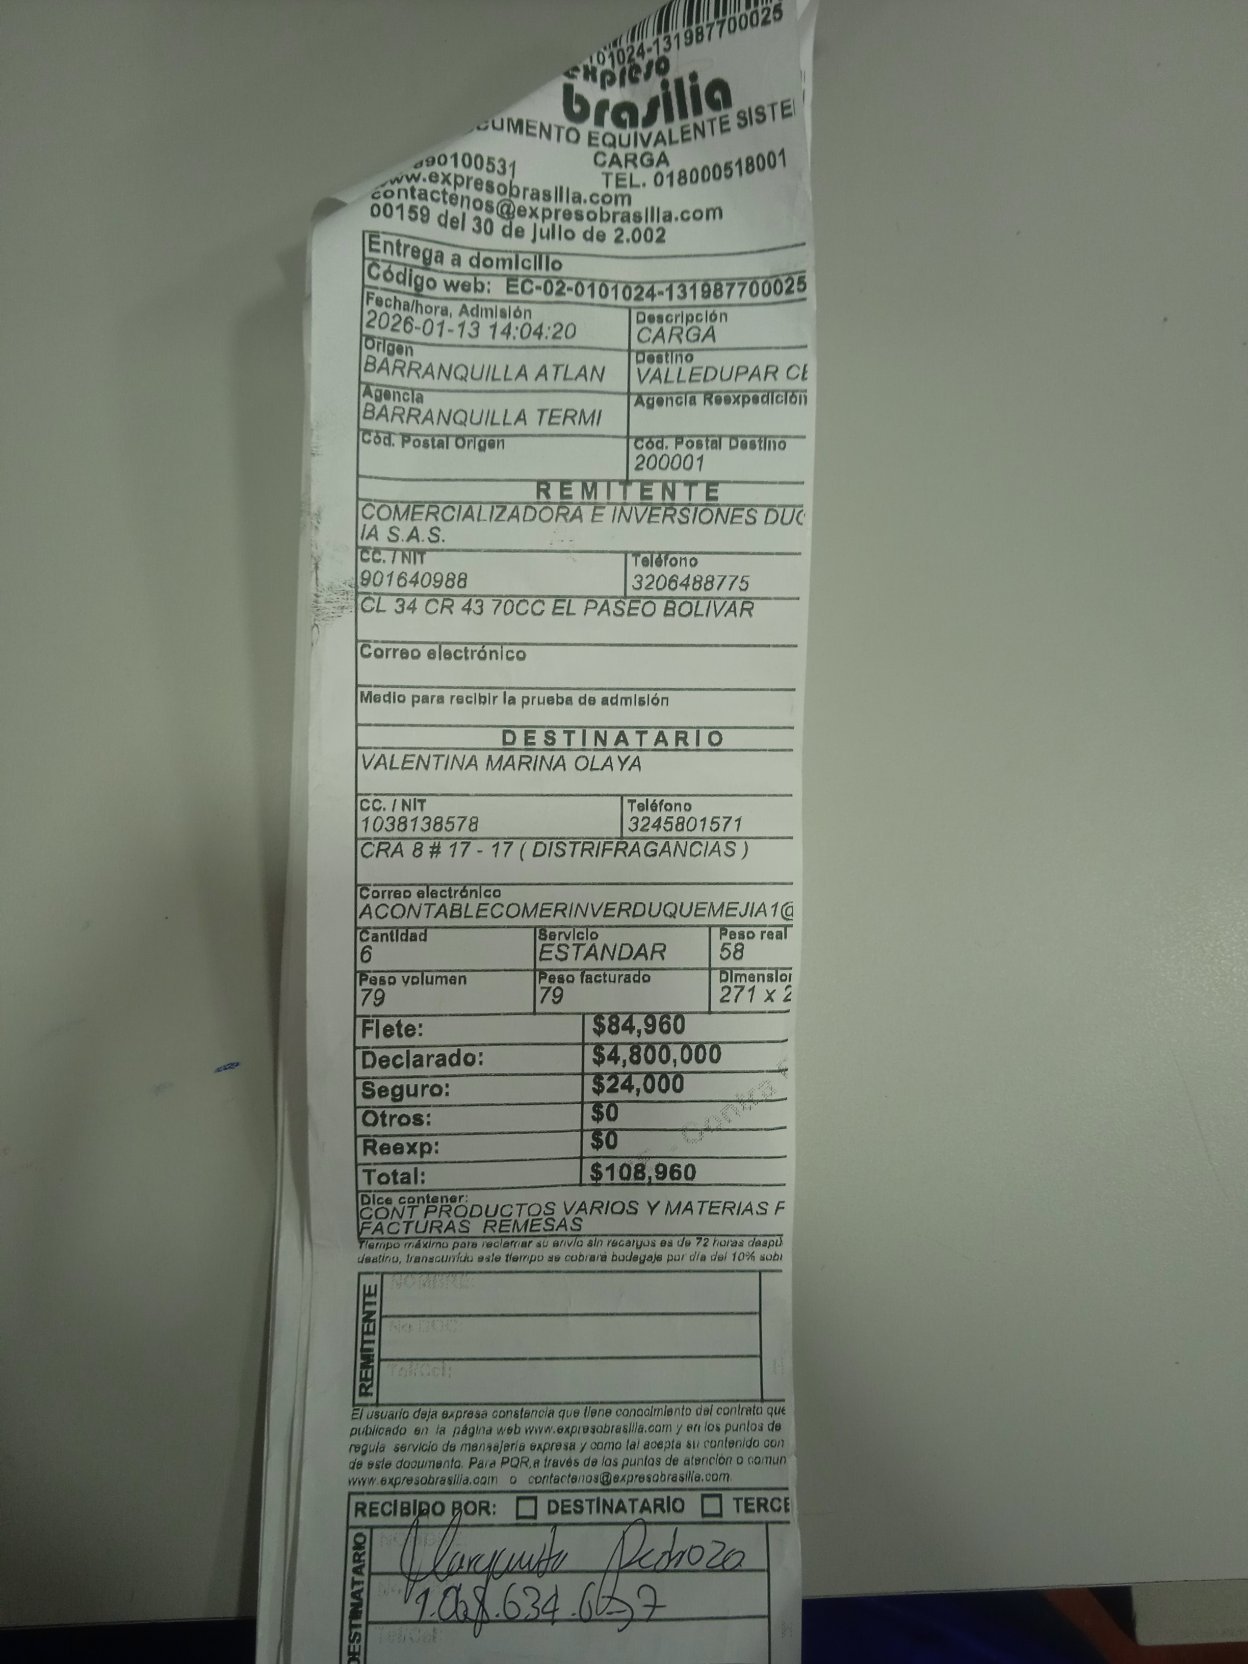 01024-131987700025
expreso
brasilia
CUMENTO EQUIVALENTE SISTE
CARGA
890100531 TEL. 018000518001
www.expresobrasilia.com
contactenos@expresobrasilia.com
00159 del 30 de julio de 2.002
Entrega a domicilio
Código web: EC-02-0101024-131987700025
Fecha/hora, Admisión Descripción
2026-01-13 14:04:20 CARGA
Origen Destino
BARRANQUILLA ATLAN VALLEDUPAR CE
Agencia Agencia Reexpedición
BARRANQUILLA TERMI
Cód. Postal Origen Cód. Postal Destino
200001
REMITENTE
COMERCIALIZADORA E INVERSIONES DUQ
IA S.A.S.
CC. / NIT Teléfono
901640988 3206488775
CL 34 CR 43 70CC EL PASEO BOLIVAR
Correo electrónico
Medio para recibir la prueba de admisión
DESTINATARIO
VALENTINA MARINA OLAYA
CC. / NIT Teléfono
1038138578 3245801571
CRA 8 # 17 - 17 ( DISTRIFRAGANCIAS )
Correo electrónico
ACONTABLECOMERINVERDUQUEMEJIA1@
Cantidad Servicio Peso real
6 ESTANDAR 58
Peso volumen Peso facturado Dimension
79 79 271 x 2
Flete: $84,960
Declarado: $4,800,000
Seguro: $24,000
Otros: $0
Reexp: $0
Total: $108,960
Contra
Dice contener:
CONT PRODUCTOS VARIOS Y MATERIAS P
FACTURAS REMESAS
Tiempo máximo para reclamar su envío sin recargos es de 72 horas despu
destino, transcurrido este tiempo se cobrará bodegaje por día del 10% sob
REMITENTE
NOMBRE:
No DOC:
El usuario deja expresa constancia que tiene conocimiento del contrato que
publicado en la página web www.expresobrasilia.com y en los puntos de
regula servicio de mensajería expresa y como tal acepta su contenido con
de este documento. Para PQR,a través de los puntos de atención o comun
www.expresobrasilia.com o contactenos@expresobrasilia.com
RECIBIDO POR: DESTINATARIO TERCE
DESTINATARIO
Pedrozo